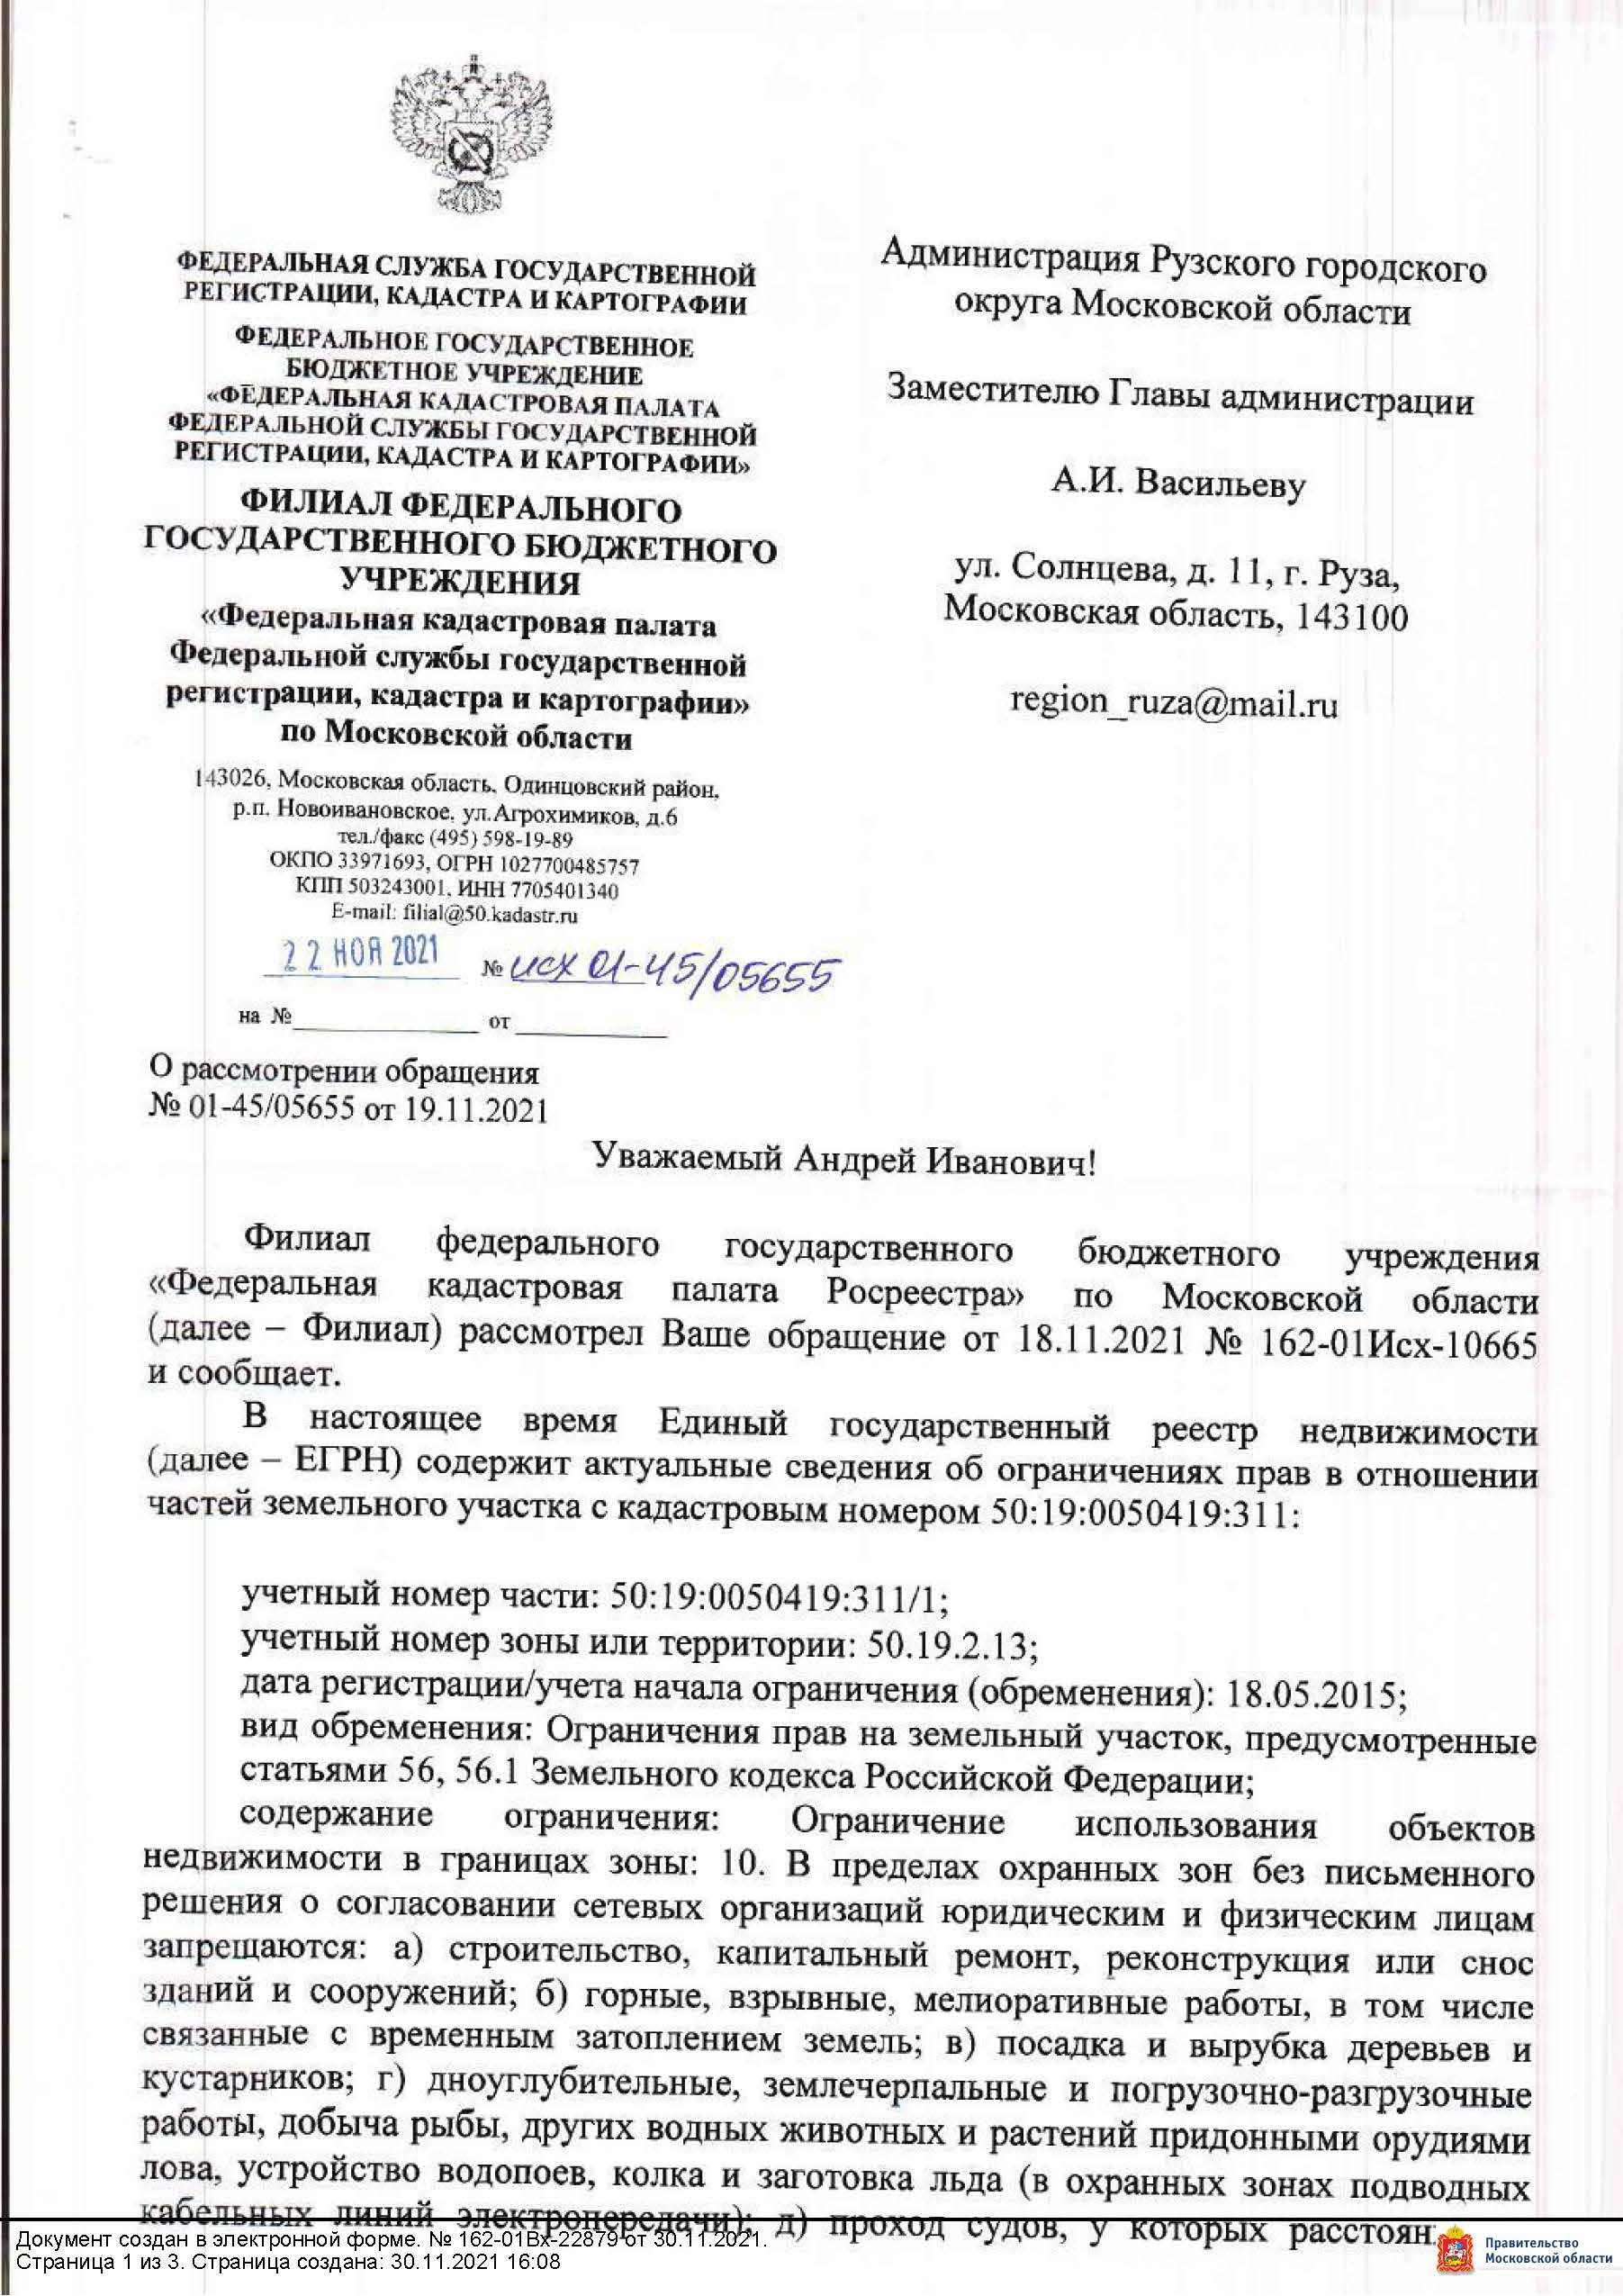 ФЕДЕРАЛЬНАЯ СЛУЖБА ГОСУДАРСТВЕННОЙ
РЕГИСТРАЦИИ, КАДАСТРА И КАРТОГРАФИИ
ФЕДЕРАЛЬНОЕ ГОСУДАРСТВЕННОЕ
БЮДЖЕТНОЕ УЧРЕЖДЕНИЕ
«ФЕДЕРАЛЬНАЯ КАДАСТРОВАЯ ПАЛАТА
ФЕДЕРАЛЬНОЙ СЛУЖБЫ ГОСУДАРСТВЕННОЙ
РЕГИСТРАЦИИ, КАДАСТРА И КАРТОГРАФИИ»
ФИЛИАЛ ФЕДЕРАЛЬНОГО
ГОСУДАРСТВЕННОГО БЮДЖЕТНОГО
УЧРЕЖДЕНИЯ
«Федеральная кадастровая палата
Федеральной службы государственной
регистрации, кадастра и картографии»
по Московской области
143026, Московская область, Одинцовский район,
р.п. Новоивановское, ул.Агрохимиков, д.6
тел./факс (495) 598-19-89
ОКПО 33971693, ОГРН 1027700485757
КПП 503243001, ИНН 7705401340
E-mail: filial@50.kadastr.ru
22 НОЯ 2021 № исх 01-45/05655
на № от
Администрация Рузского городского
округа Московской области
Заместителю Главы администрации
А.И. Васильеву
ул. Солнцева, д. 11, г. Руза,
Московская область, 143100
region_ruza@mail.ru
О рассмотрении обращения
№ 01-45/05655 от 19.11.2021
Уважаемый Андрей Иванович!
Филиал федерального государственного бюджетного учреждения
«Федеральная кадастровая палата Росреестра» по Московской области
(далее – Филиал) рассмотрел Ваше обращение от 18.11.2021 № 162-01Исх-10665
и сообщает.
В настоящее время Единый государственный реестр недвижимости
(далее – ЕГРН) содержит актуальные сведения об ограничениях прав в отношении
частей земельного участка с кадастровым номером 50:19:0050419:311:
учетный номер части: 50:19:0050419:311/1;
учетный номер зоны или территории: 50.19.2.13;
дата регистрации/учета начала ограничения (обременения): 18.05.2015;
вид обременения: Ограничения прав на земельный участок, предусмотренные
статьями 56, 56.1 Земельного кодекса Российской Федерации;
содержание ограничения: Ограничение использования объектов
недвижимости в границах зоны: 10. В пределах охранных зон без письменного
решения о согласовании сетевых организаций юридическим и физическим лицам
запрещаются: а) строительство, капитальный ремонт, реконструкция или снос
зданий и сооружений; б) горные, взрывные, мелиоративные работы, в том числе
связанные с временным затоплением земель; в) посадка и вырубка деревьев и
кустарников; г) дноуглубительные, землечерпальные и погрузочно-разгрузочные
работы, добыча рыбы, других водных животных и растений придонными орудиями
лова, устройство водопоев, колка и заготовка льда (в охранных зонах подводных
кабельных линий электропередачи); д) проход судов, у которых расстоян
Документ создан в электронной форме. № 162-01Вх-22879 от 30.11.2021.
Страница 1 из 3. Страница создана: 30.11.2021 16:08
Правительство
Московской области